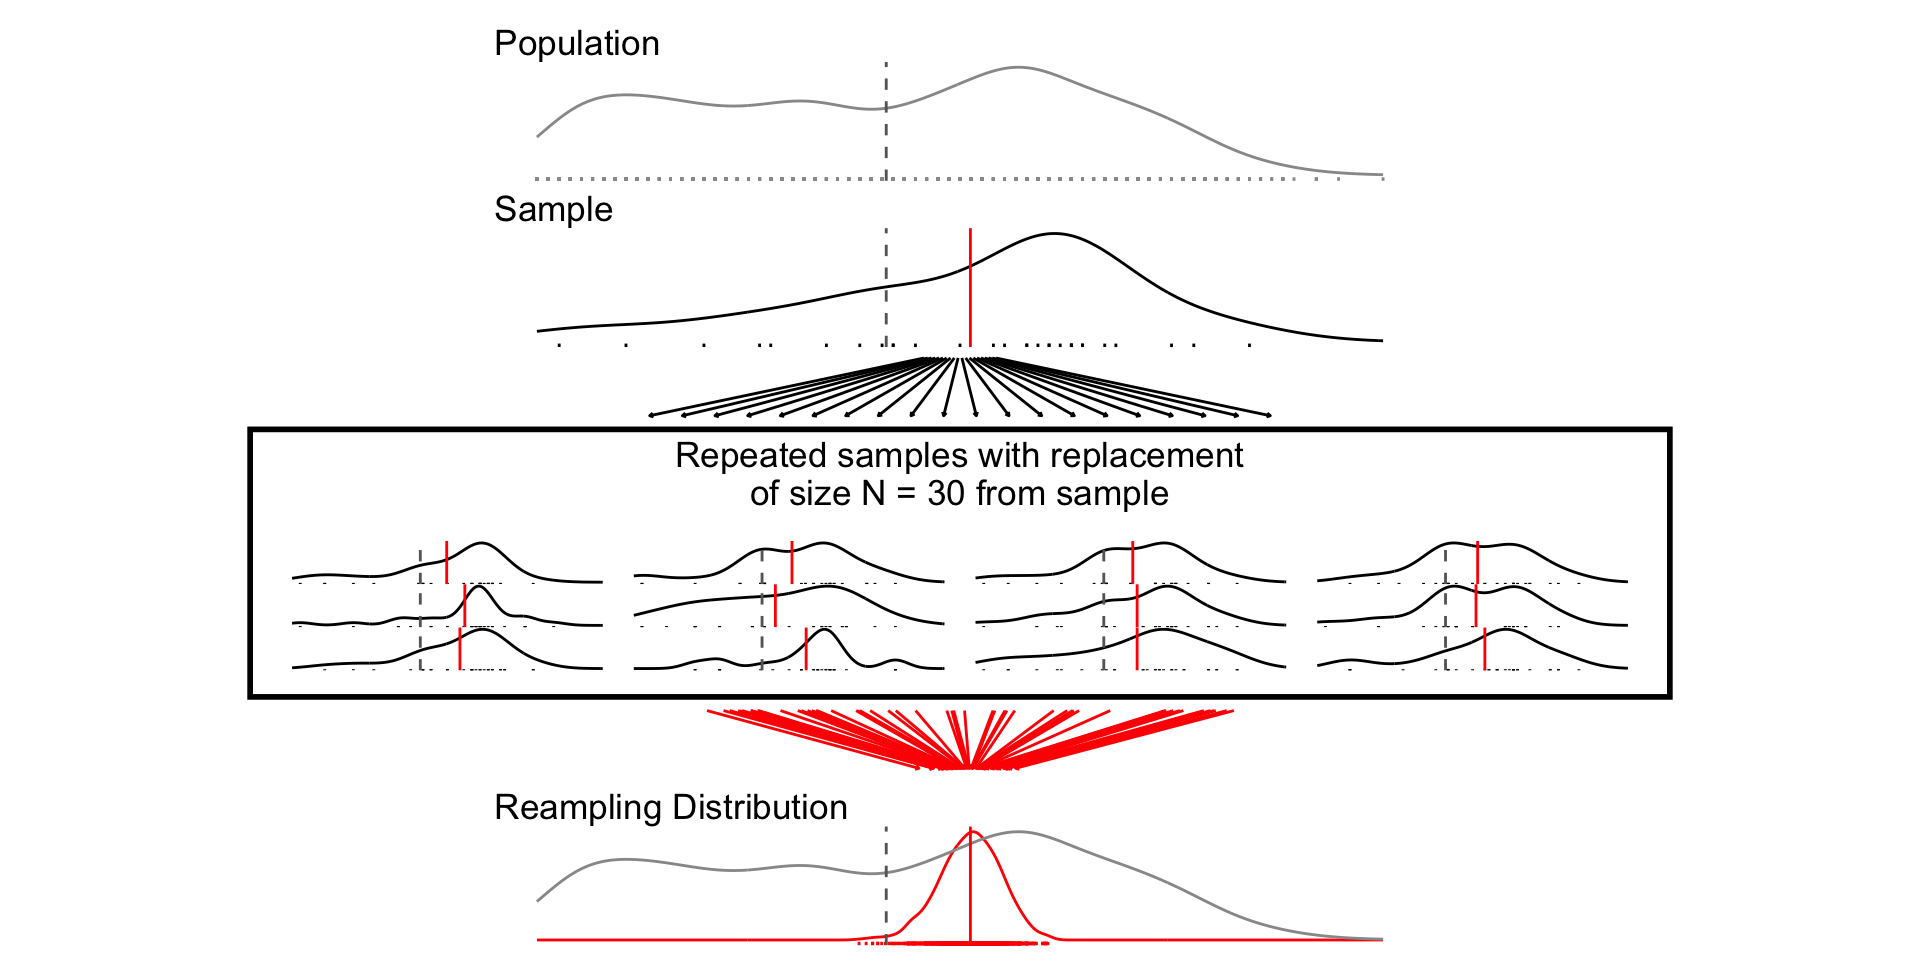 Population
Sample
Repeated samples with replacement
of size N = 30 from sample
Reampling Distribution